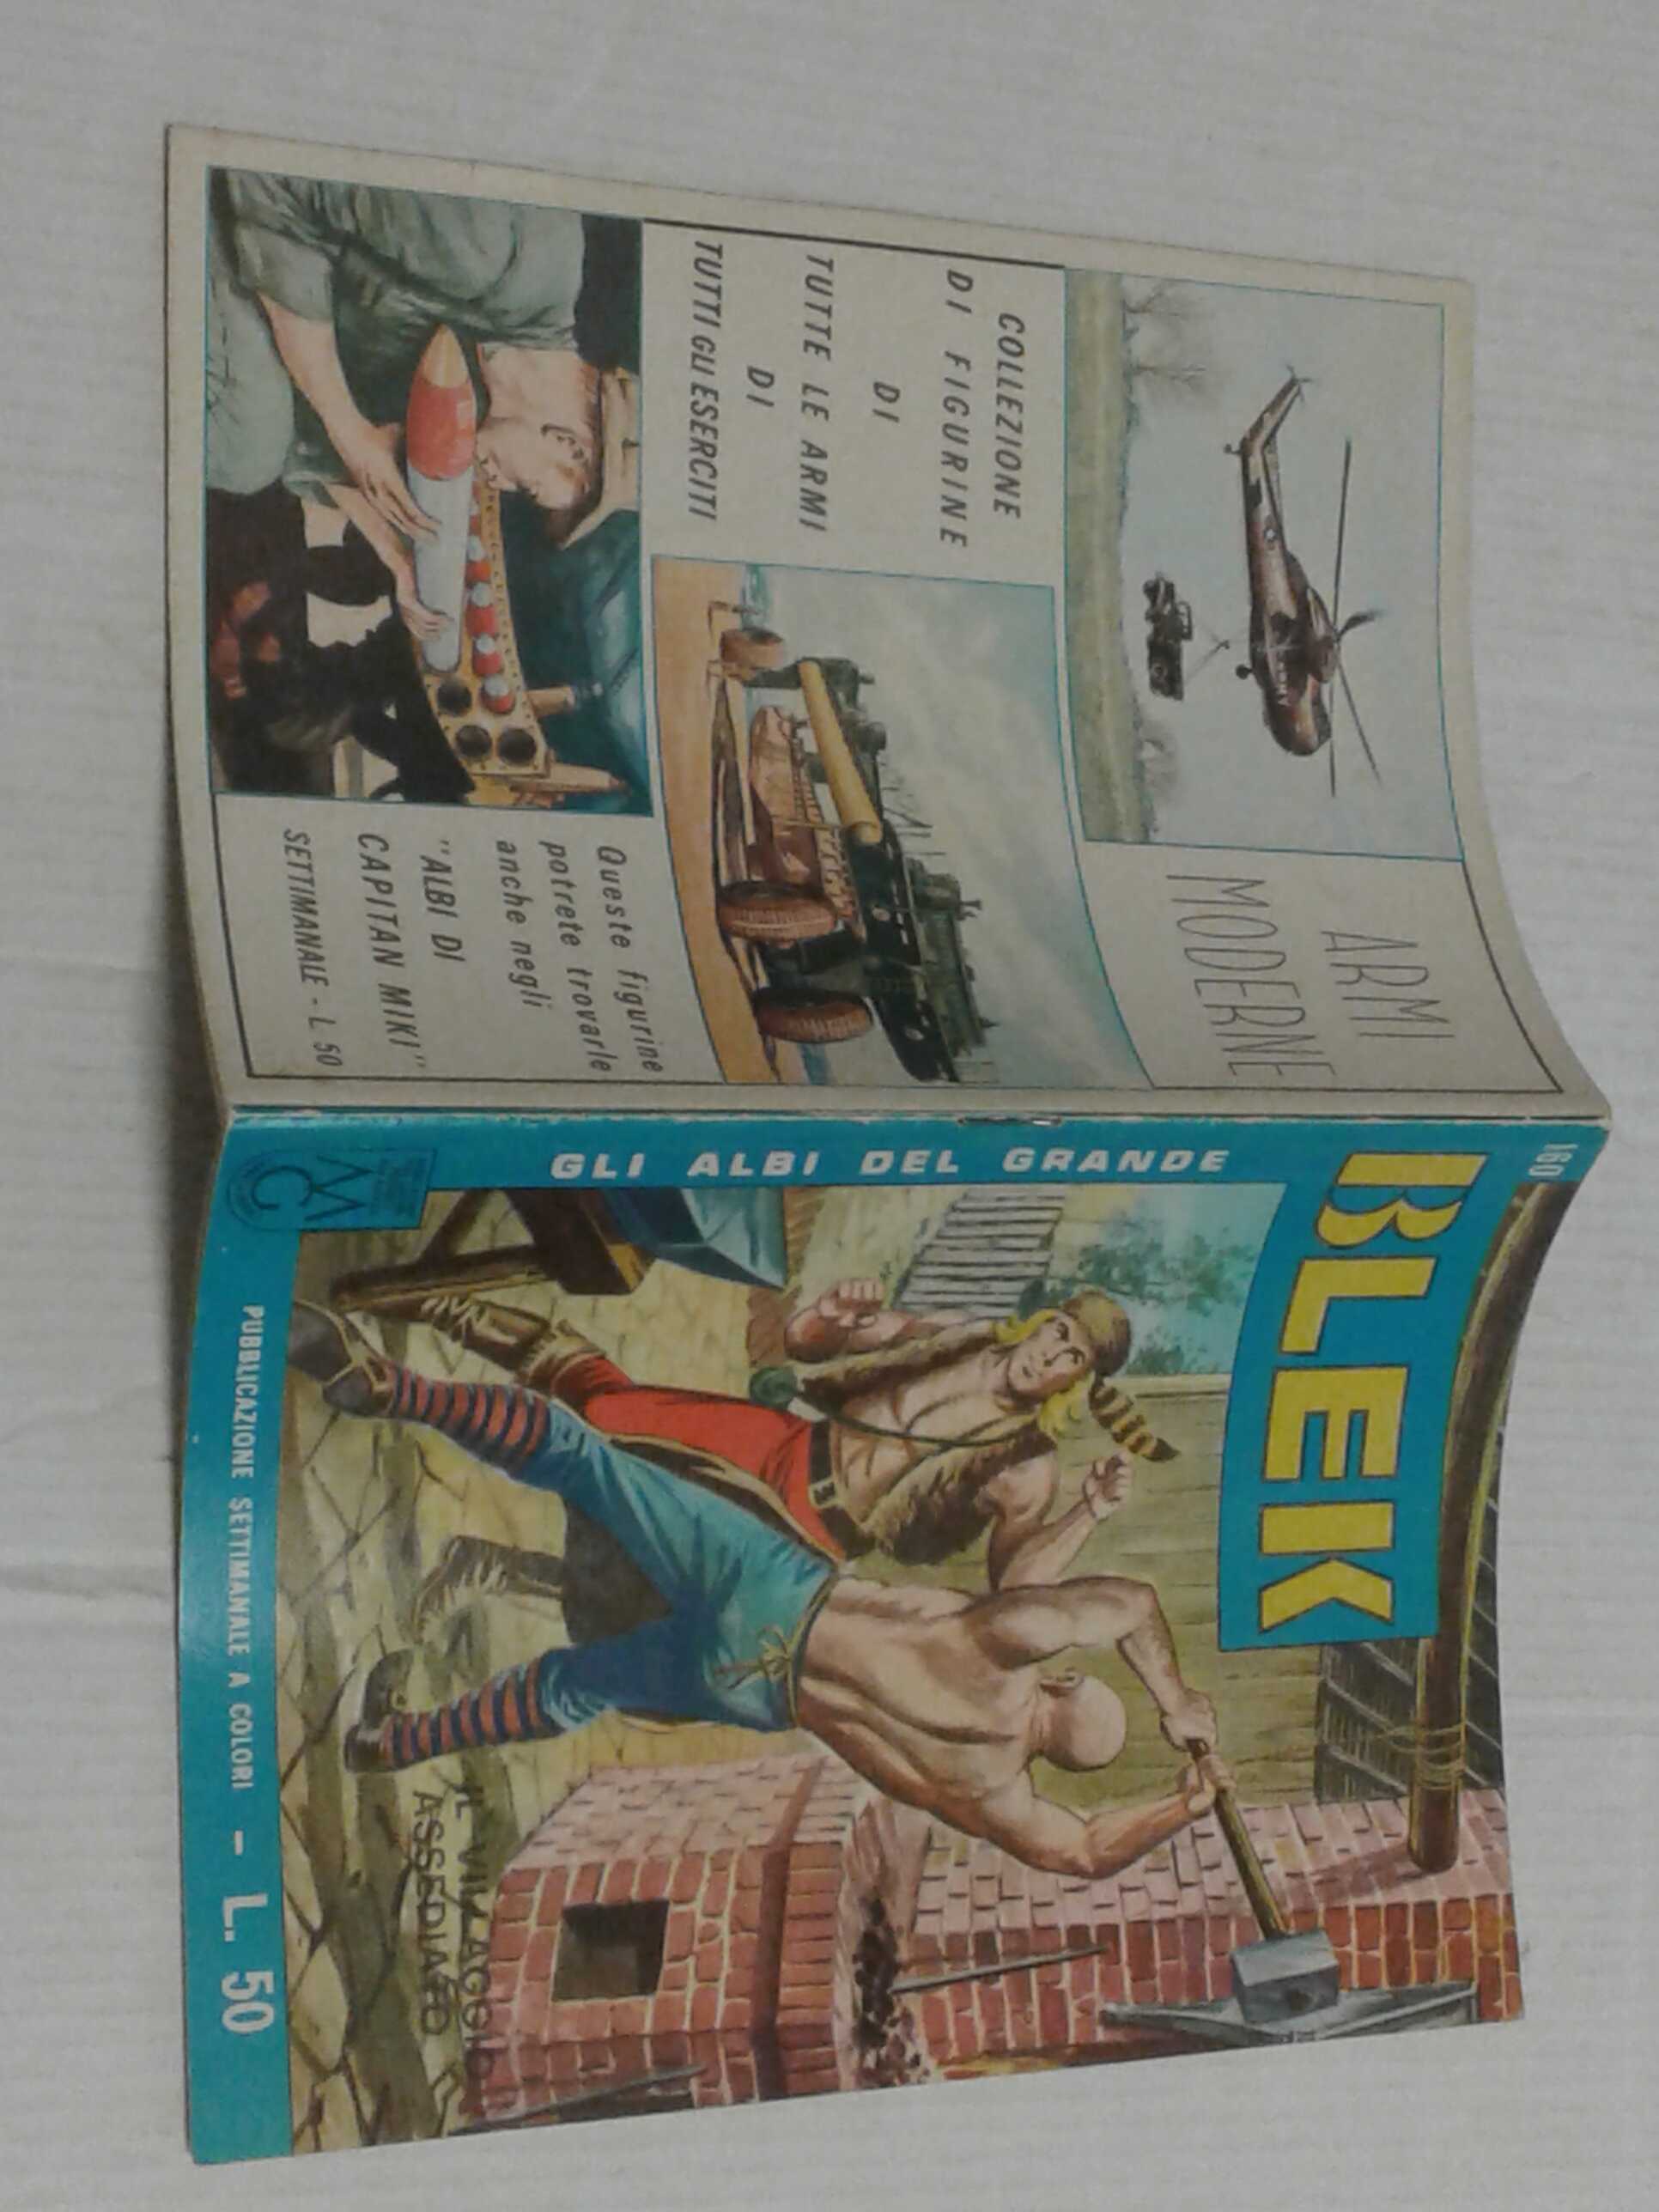 ARMI
MODERNE
COLLEZIONE
DI FIGURINE
DI
TUTTE LE ARMI
DI
TUTTI GLI ESERCITI
Queste figurine
potrete trovarle
anche negli
"ALBI DI
CAPITAN MIKI"
SETTIMANALE - L 50
160
BLEK
GLI ALBI DEL GRANDE
IL VILLAGGIO
ASSEDIATO
MC
PUBBLICAZIONE SETTIMANALE A COLORI - L. 50